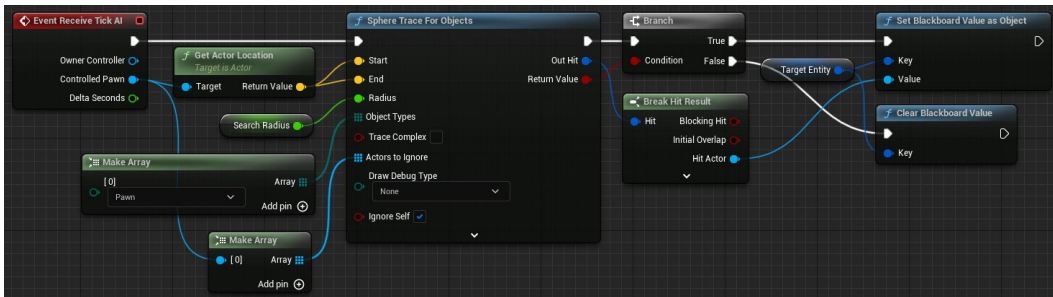 Event Receive Tick AI
Owner Controller
Controlled Pawn
Delta Seconds
f Get Actor Location
Target is Actor
Target
Return Value
Search Radius
Make Array
[0]
Pawn
Array
Add pin
Make Array
[0]
Array
Add pin
f Sphere Trace For Objects
Start
End
Radius
Object Types
Trace Complex
Actors to Ignore
Draw Debug Type
None
Ignore Self
Out Hit
Return Value
Branch
Condition
True
False
Break Hit Result
Hit
Blocking Hit
Initial Overlap
Hit Actor
Target Entity
f Set Blackboard Value as Object
Key
Value
f Clear Blackboard Value
Key